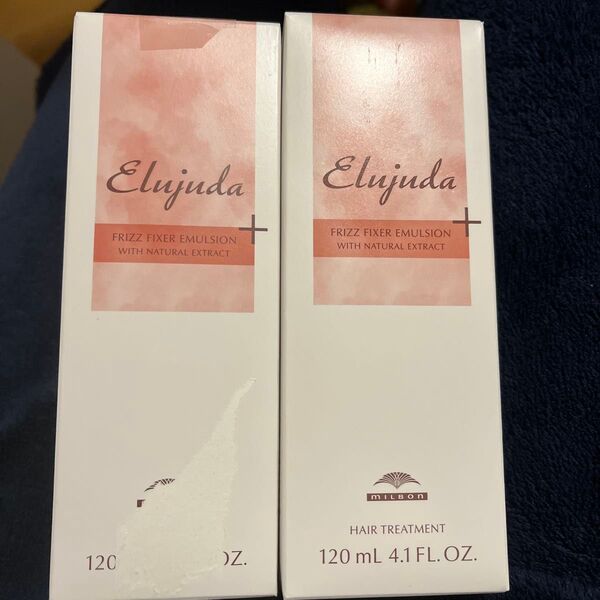 Elujuda
FRIZZ FIXER EMULSION
WITH NATURAL EXTRACT
120
OZ.
Elujuda
FRIZZ FIXER EMULSION
WITH NATURAL EXTRACT
MILBON
HAIR TREATMENT
120 mL 4.1 FL. OZ.